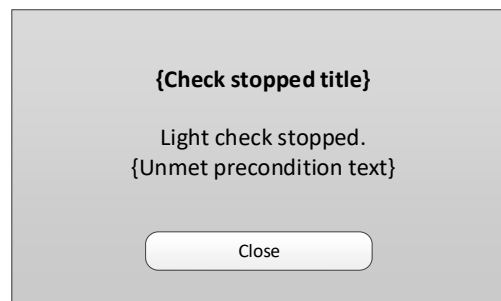 {Check stopped title}
Light check stopped.
{Unmet precondition text}
Close